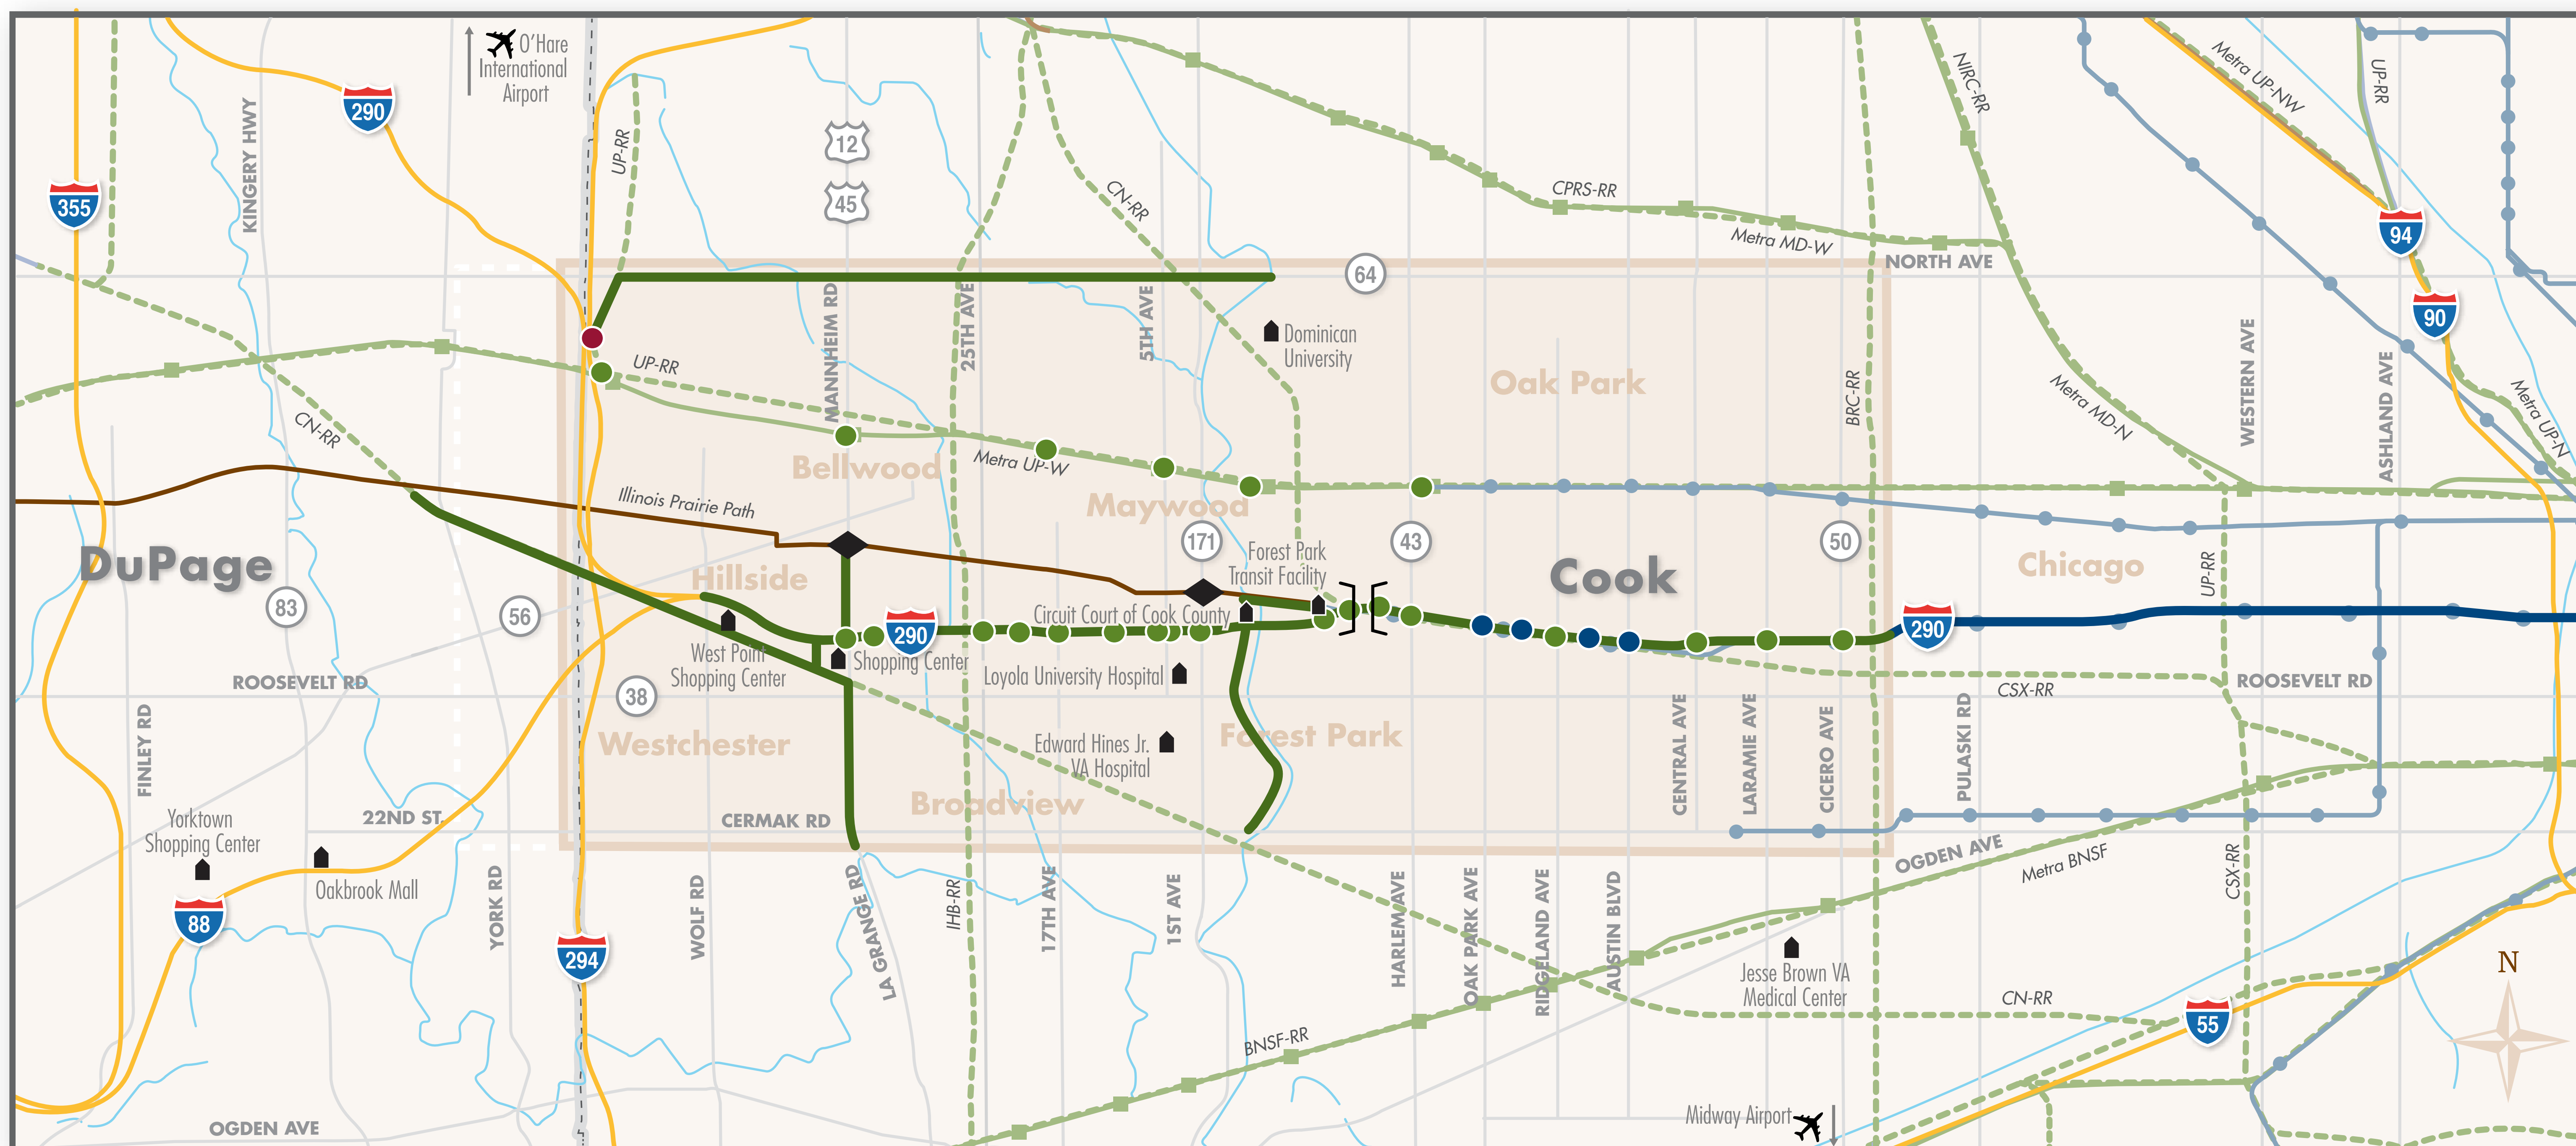 O'Hare
International
Airport
290
355
KINGERY HWY
UP-RR
12
45
CN-RR
CPRS-RR
Metra MD-W
NIRC-RR
Metra UP-NW
UP-RR
94
90
NORTH AVE
64
MANNHEIM RD
25TH AVE
5TH AVE
Dominican
University
Oak Park
BRC-RR
Metra MD-N
WESTERN AVE
ASHLAND AVE
Metra UP-N
UP-RR
CN-RR
Bellwood
Metra UP-W
Maywood
Illinois Prairie Path
171
43
50
DuPage
83
56
Hillside
Forest Park
Transit Facility
Circuit Court of Cook County
Cook
Chicago
UP-RR
290
290
West Point
Shopping Center
Shopping Center
Loyola University Hospital
ROOSEVELT RD
38
CSX-RR
ROOSEVELT RD
FINLEY RD
Westchester
Edward Hines Jr.
VA Hospital
Forest Park
CENTRAL AVE
LARAMIE AVE
CICERO AVE
PULASKI RD
Broadview
22ND ST.
CERMAK RD
Yorktown
Shopping Center
Oakbrook Mall
88
YORK RD
294
WOLF RD
LA GRANGE RD
IHB-RR
17TH AVE
1ST AVE
HARLEM AVE
OAK PARK AVE
RIDGELAND AVE
AUSTIN BLVD
OGDEN AVE
Metra BNSF
CSX-RR
Jesse Brown VA
Medical Center
CN-RR
55
N
BNSF-RR
Midway Airport
OGDEN AVE